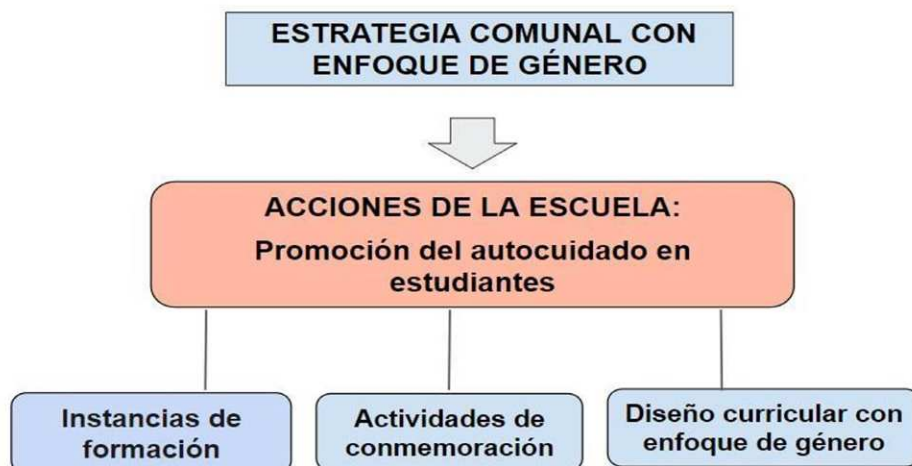 ESTRATEGIA COMUNAL CON
ENFOQUE DE GÉNERO
ACCIONES DE LA ESCUELA:
Promoción del autocuidado en
estudiantes
Instancias de
formación
Actividades de
conmemoración
Diseño curricular con
enfoque de género